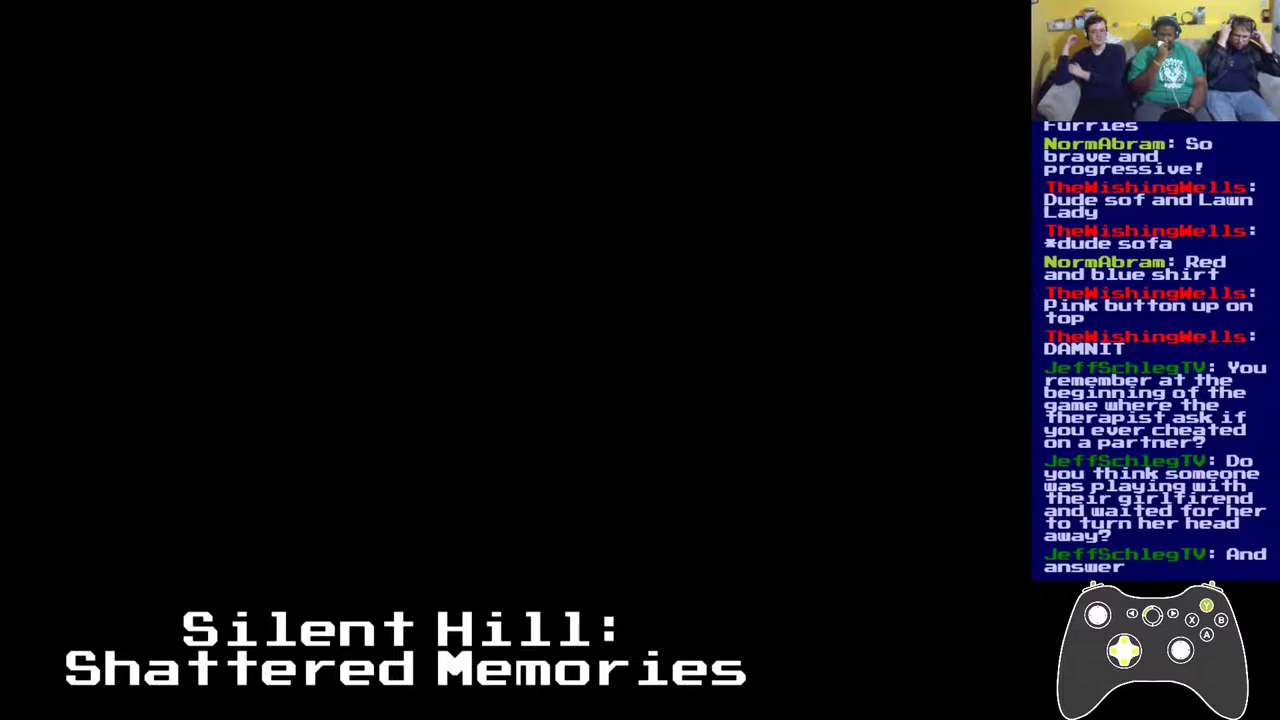 Furries
NormAbram: So
brave and
progressive!
TheWishingWells:
Dude sof and Lawn
Lady
TheWishingWells:
*dude sofa
NormAbram: Red
and blue shirt
TheWishingWells:
Pink button up on
top
TheWishingWells:
DAMNIT
JeffSchlegTV: You
remember at the
beginning of the
game where the
therapist ask if
you ever cheated
on a partner?
JeffSchlegTV: Do
you think someone
was playing with
their girlfirend
and waited for her
to turn her head
away?
JeffSchlegTV: And
answer
Silent Hill:
Shattered Memories
Y
X
B
A